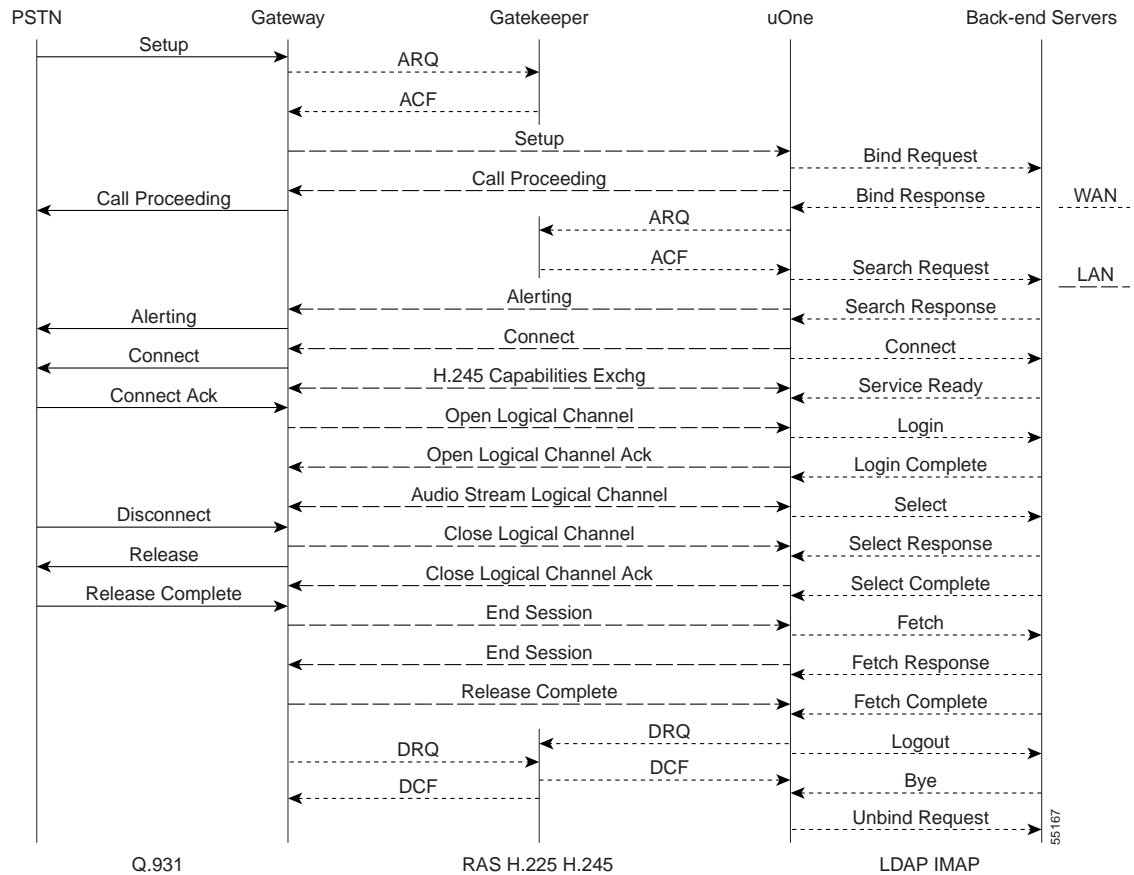 PSTN Gateway Gatekeeper uOne Back-end Servers
Setup
ARQ
ACF
Setup
Bind Request
Call Proceeding
Call Proceeding
Bind Response
WAN
ARQ
ACF
Search Request
LAN
Alerting
Search Response
Alerting
Connect
Connect
Connect
H.245 Capabilities Exchg
Service Ready
Connect Ack
Open Logical Channel
Login
Open Logical Channel Ack
Login Complete
Audio Stream Logical Channel
Select
Disconnect
Close Logical Channel
Select Response
Release
Close Logical Channel Ack
Select Complete
Release Complete
End Session
Fetch
End Session
Fetch Response
Release Complete
Fetch Complete
DRQ
Logout
DRQ
DCF
Bye
DCF
Unbind Request
55167
Q.931 RAS H.225 H.245 LDAP IMAP